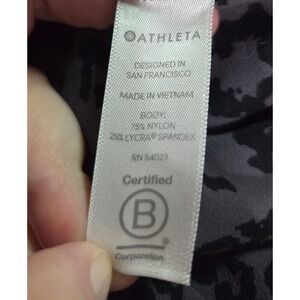 ATHLETA
DESIGNED IN
SAN FRANCISCO
MADE IN VIETNAM
BODY:
75% NYLON
25% LYCRA® SPANDEX
RN 54023
Certified
B
Corporation